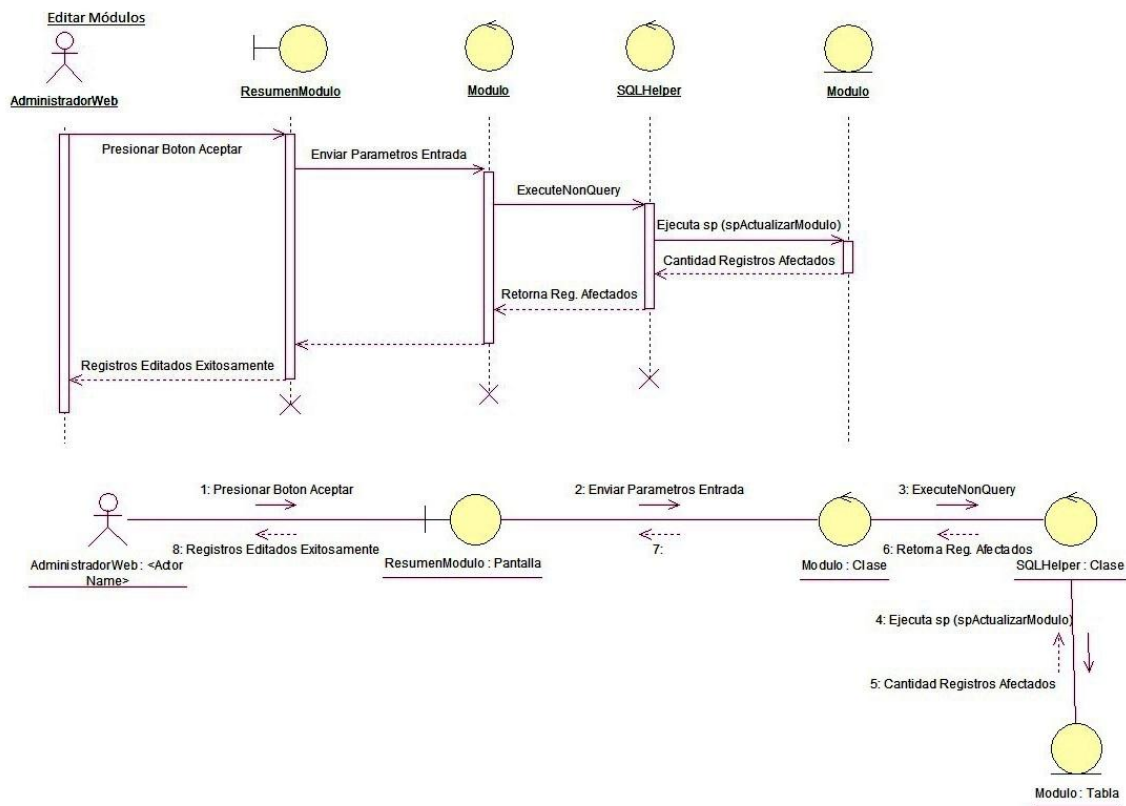 Editar Módulos
AdministradorWeb
ResumenModulo
Modulo
SQLHelper
Modulo
Presionar Boton Aceptar
Enviar Parametros Entrada
ExecuteNonQuery
Ejecuta sp (spActualizarModulo)
Cantidad Registros Afectados
Retorna Reg. Afectados
Registros Editados Exitosamente
1: Presionar Boton Aceptar
2: Enviar Parametros Entrada
3: ExecuteNonQuery
8: Registros Editados Exitosamente
7:
6: Retorna Reg. Afectados
AdministradorWeb : <Actor
Name>
ResumenModulo : Pantalla
Modulo : Clase
SQLHelper : Clase
4: Ejecuta sp (spActualizarModulo)
5: Cantidad Registros Afectados
Modulo : Tabla